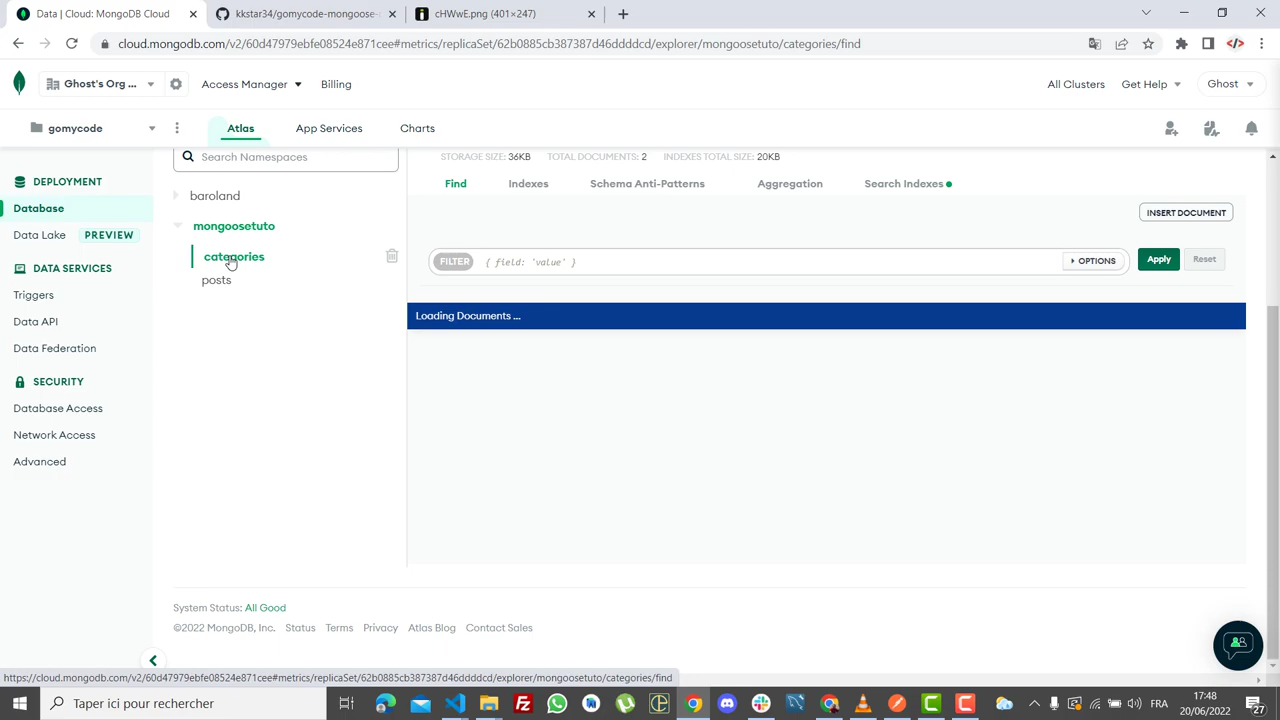 Data | Cloud: MongoDB Cloud
kkstar34/gomycode-mongoose-
cHWwE.png (401×247)
cloud.mongodb.com/v2/60d47979ebfe08524e871cee#metrics/replicaSet/62b0885cb387387d46ddddcd/explorer/mongoosetuto/categories/find
Ghost's Org ...
Access Manager
Billing
All Clusters
Get Help
Ghost
gomycode
Atlas
App Services
Charts
DEPLOYMENT
Database
Data Lake PREVIEW
DATA SERVICES
Triggers
Data API
Data Federation
SECURITY
Database Access
Network Access
Advanced
Search Namespaces
baroland
mongoosetuto
categories
posts
STORAGE SIZE: 36KB TOTAL DOCUMENTS: 2 INDEXES TOTAL SIZE: 20KB
Find Indexes Schema Anti-Patterns Aggregation Search Indexes
INSERT DOCUMENT
FILTER { field: 'value' } OPTIONS Apply Reset
Loading Documents ...
System Status: All Good
©2022 MongoDB, Inc. Status Terms Privacy Atlas Blog Contact Sales
https://cloud.mongodb.com/v2/60d47979ebfe08524e871cee#metrics/replicaSet/62b0885cb387387d46ddddcd/explorer/mongoosetuto/categories/find
Taper ici pour rechercher
FRA
17:48
20/06/2022
27